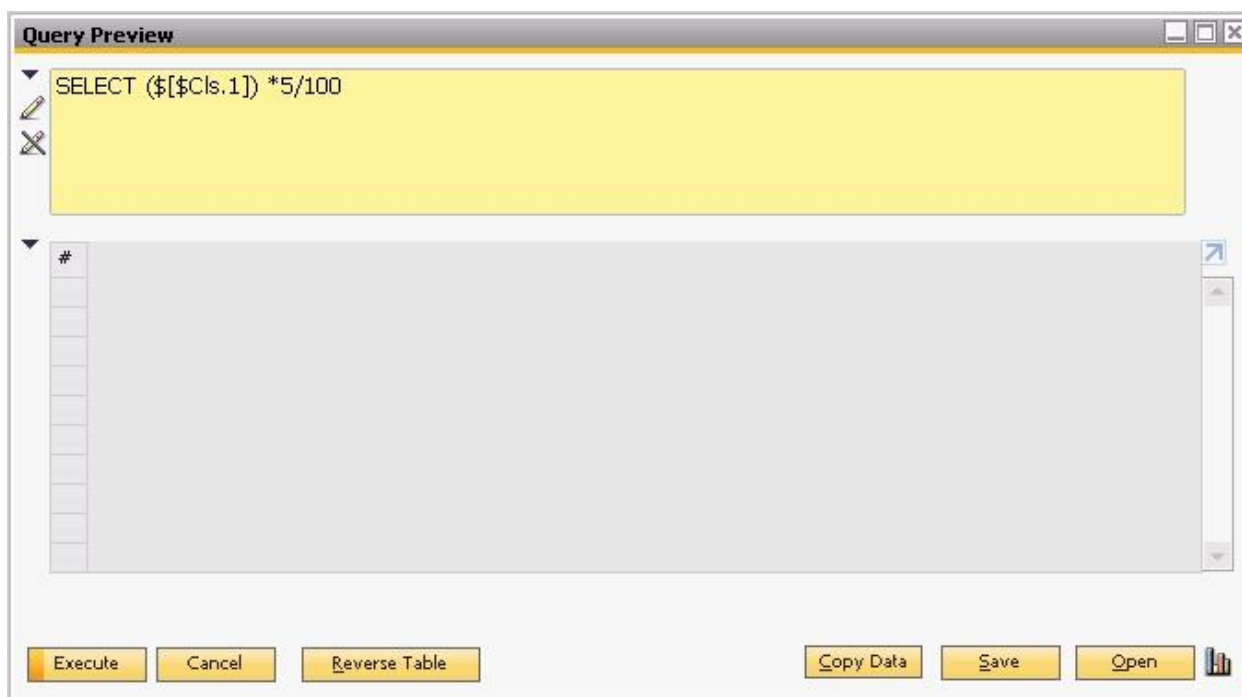 Query Preview
SELECT ($[$Cls.1]) *5/100
#
Execute Cancel Reverse Table Copy Data Save Open